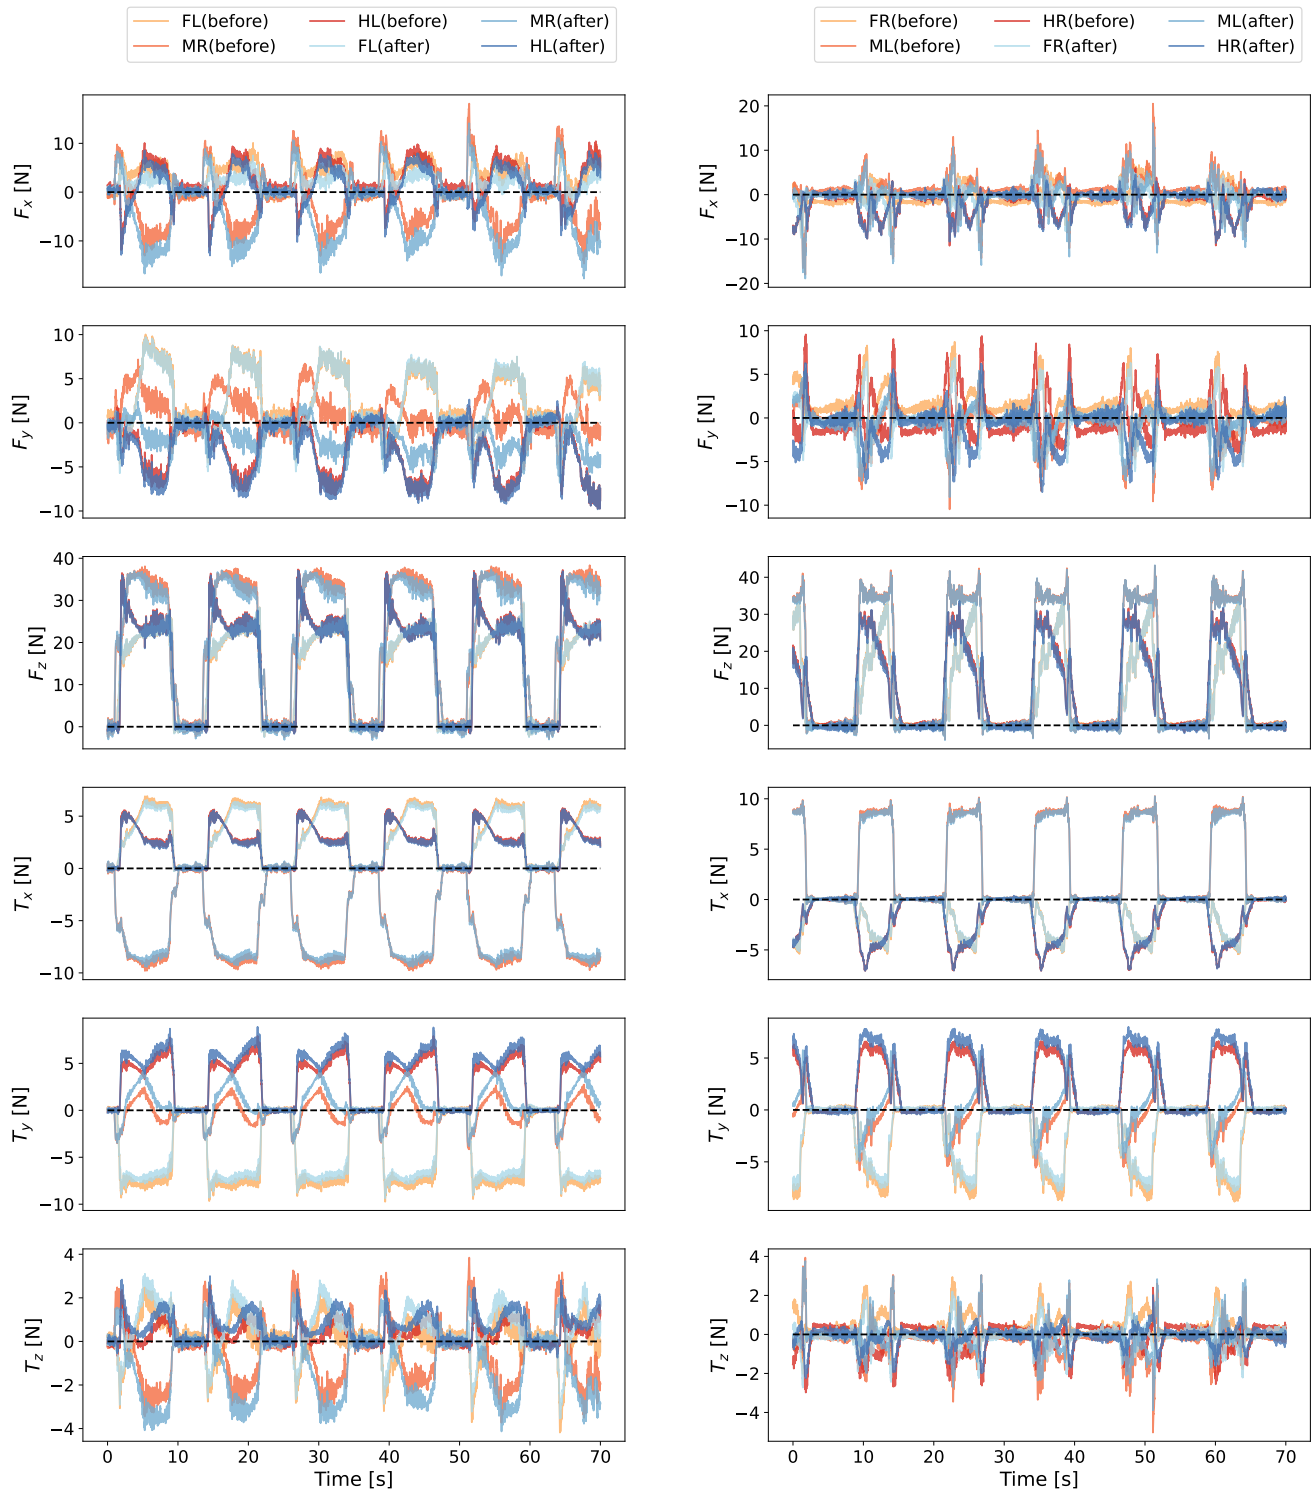 FL(before) HL(before) MR(after)
MR(before) FL(after) HL(after)
FR(before) HR(before) ML(after)
ML(before) FR(after) HR(after)
F_x [N]
10
0
−10
F_x [N]
20
10
0
−10
−20
F_y [N]
10
5
0
−5
−10
F_y [N]
10
5
0
−5
−10
F_z [N]
40
30
20
10
0
F_z [N]
40
30
20
10
0
T_x [N]
5
0
−5
−10
T_x [N]
10
5
0
−5
T_y [N]
5
0
−5
−10
T_y [N]
5
0
−5
T_z [N]
4
2
0
−2
−4
0 10 20 30 40 50 60 70
Time [s]
T_z [N]
4
2
0
−2
−4
0 10 20 30 40 50 60 70
Time [s]